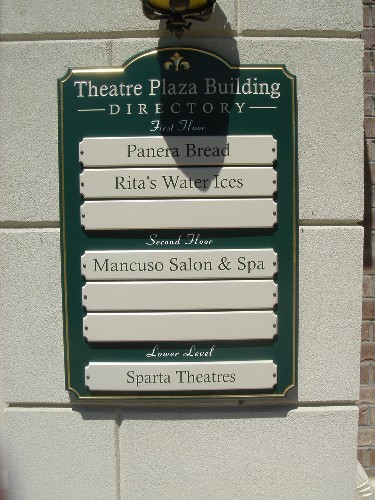 Theatre Plaza Building
DIRECTORY
First Floor
Panera Bread
Rita's Water Ices
Second Floor
Mancuso Salon & Spa
Lower Level
Sparta Theatres